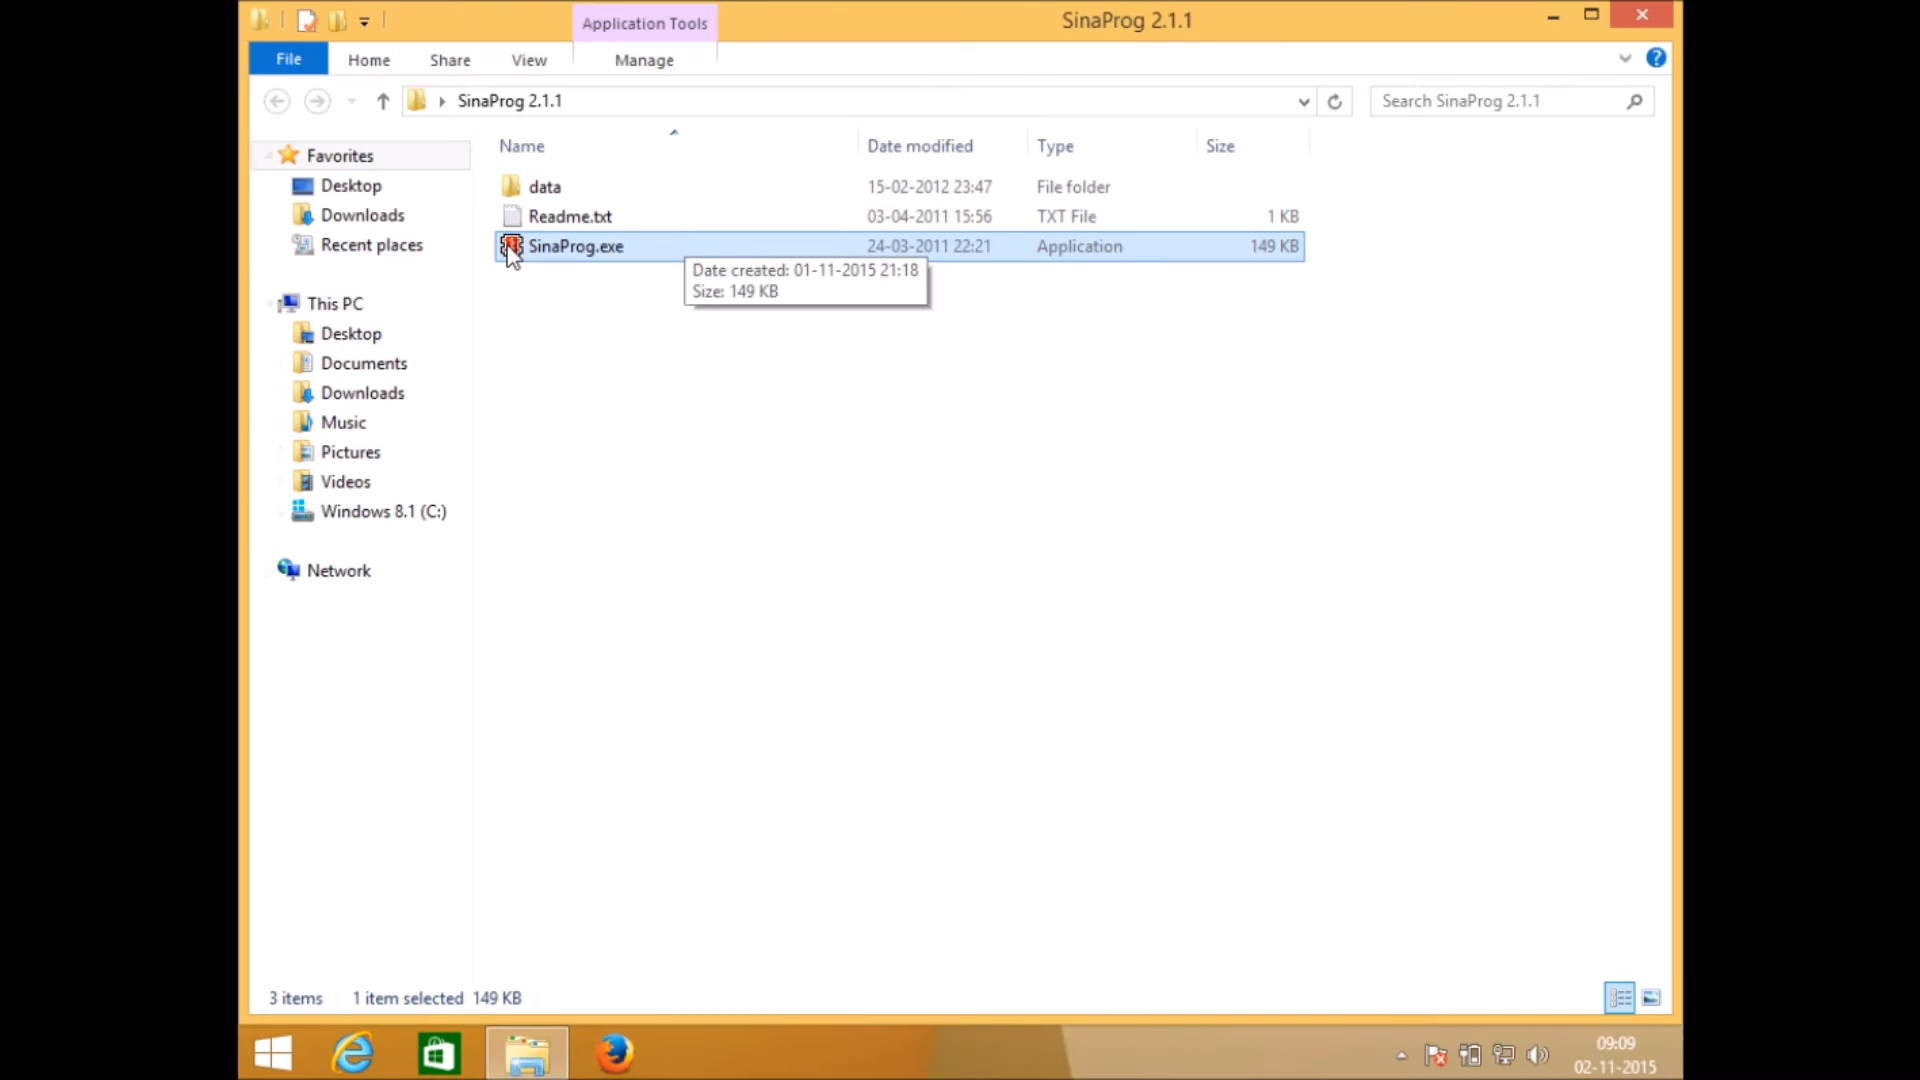 Application Tools
SinaProg 2.1.1
File
Home
Share
View
Manage
SinaProg 2.1.1
Search SinaProg 2.1.1
Name
Date modified
Type
Size
Favorites
Desktop
Downloads
Recent places
This PC
Desktop
Documents
Downloads
Music
Pictures
Videos
Windows 8.1 (C:)
Network
data
15-02-2012 23:47
File folder
Readme.txt
03-04-2011 15:56
TXT File
1 KB
SinaProg.exe
24-03-2011 22:21
Application
149 KB
Date created: 01-11-2015 21:18
Size: 149 KB
3 items
1 item selected 149 KB
09:09
02-11-2015